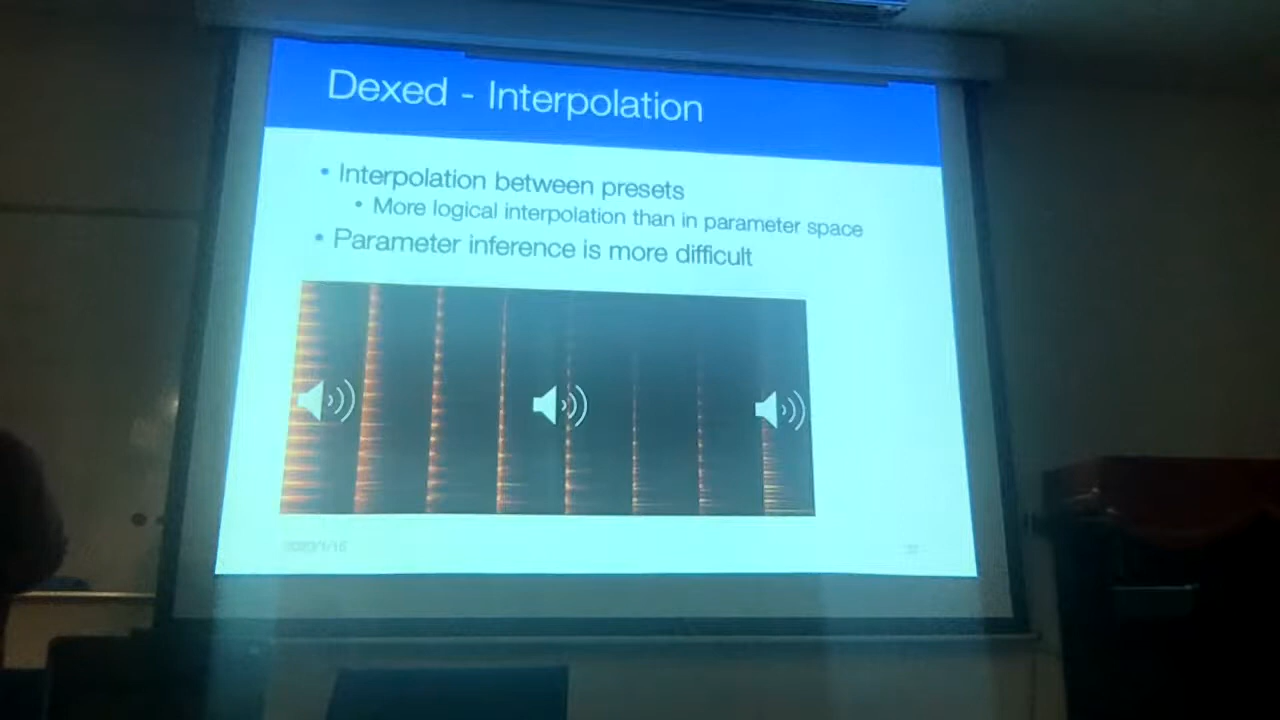 Dexed - Interpolation
• Interpolation between presets
• More logical interpolation than in parameter space
• Parameter inference is more difficult